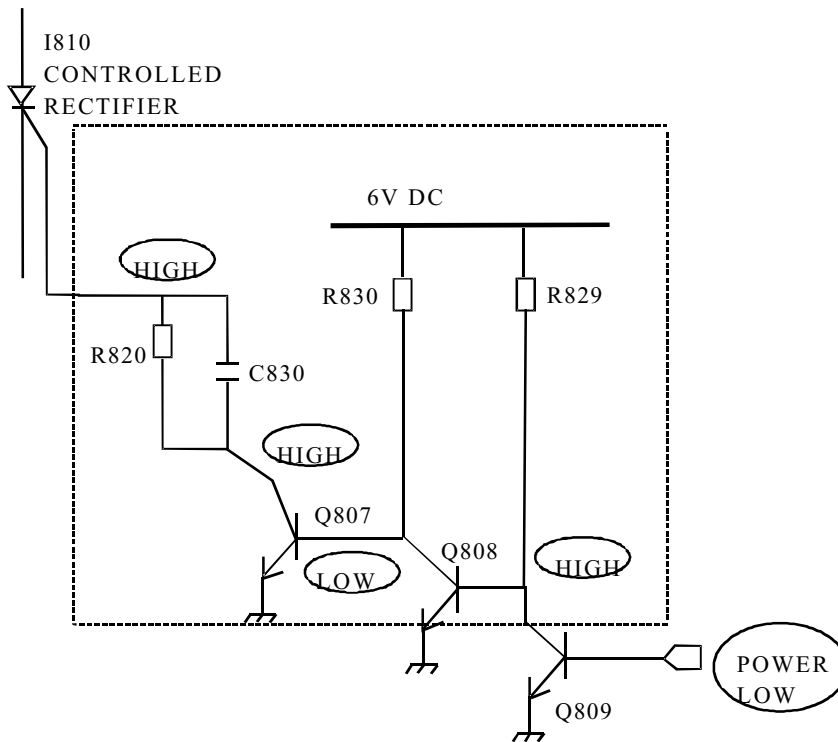 I810
CONTROLLED
RECTIFIER
6V DC
HIGH
R830
R829
R820
C830
HIGH
Q807
Q808
HIGH
LOW
POWER
LOW
Q809